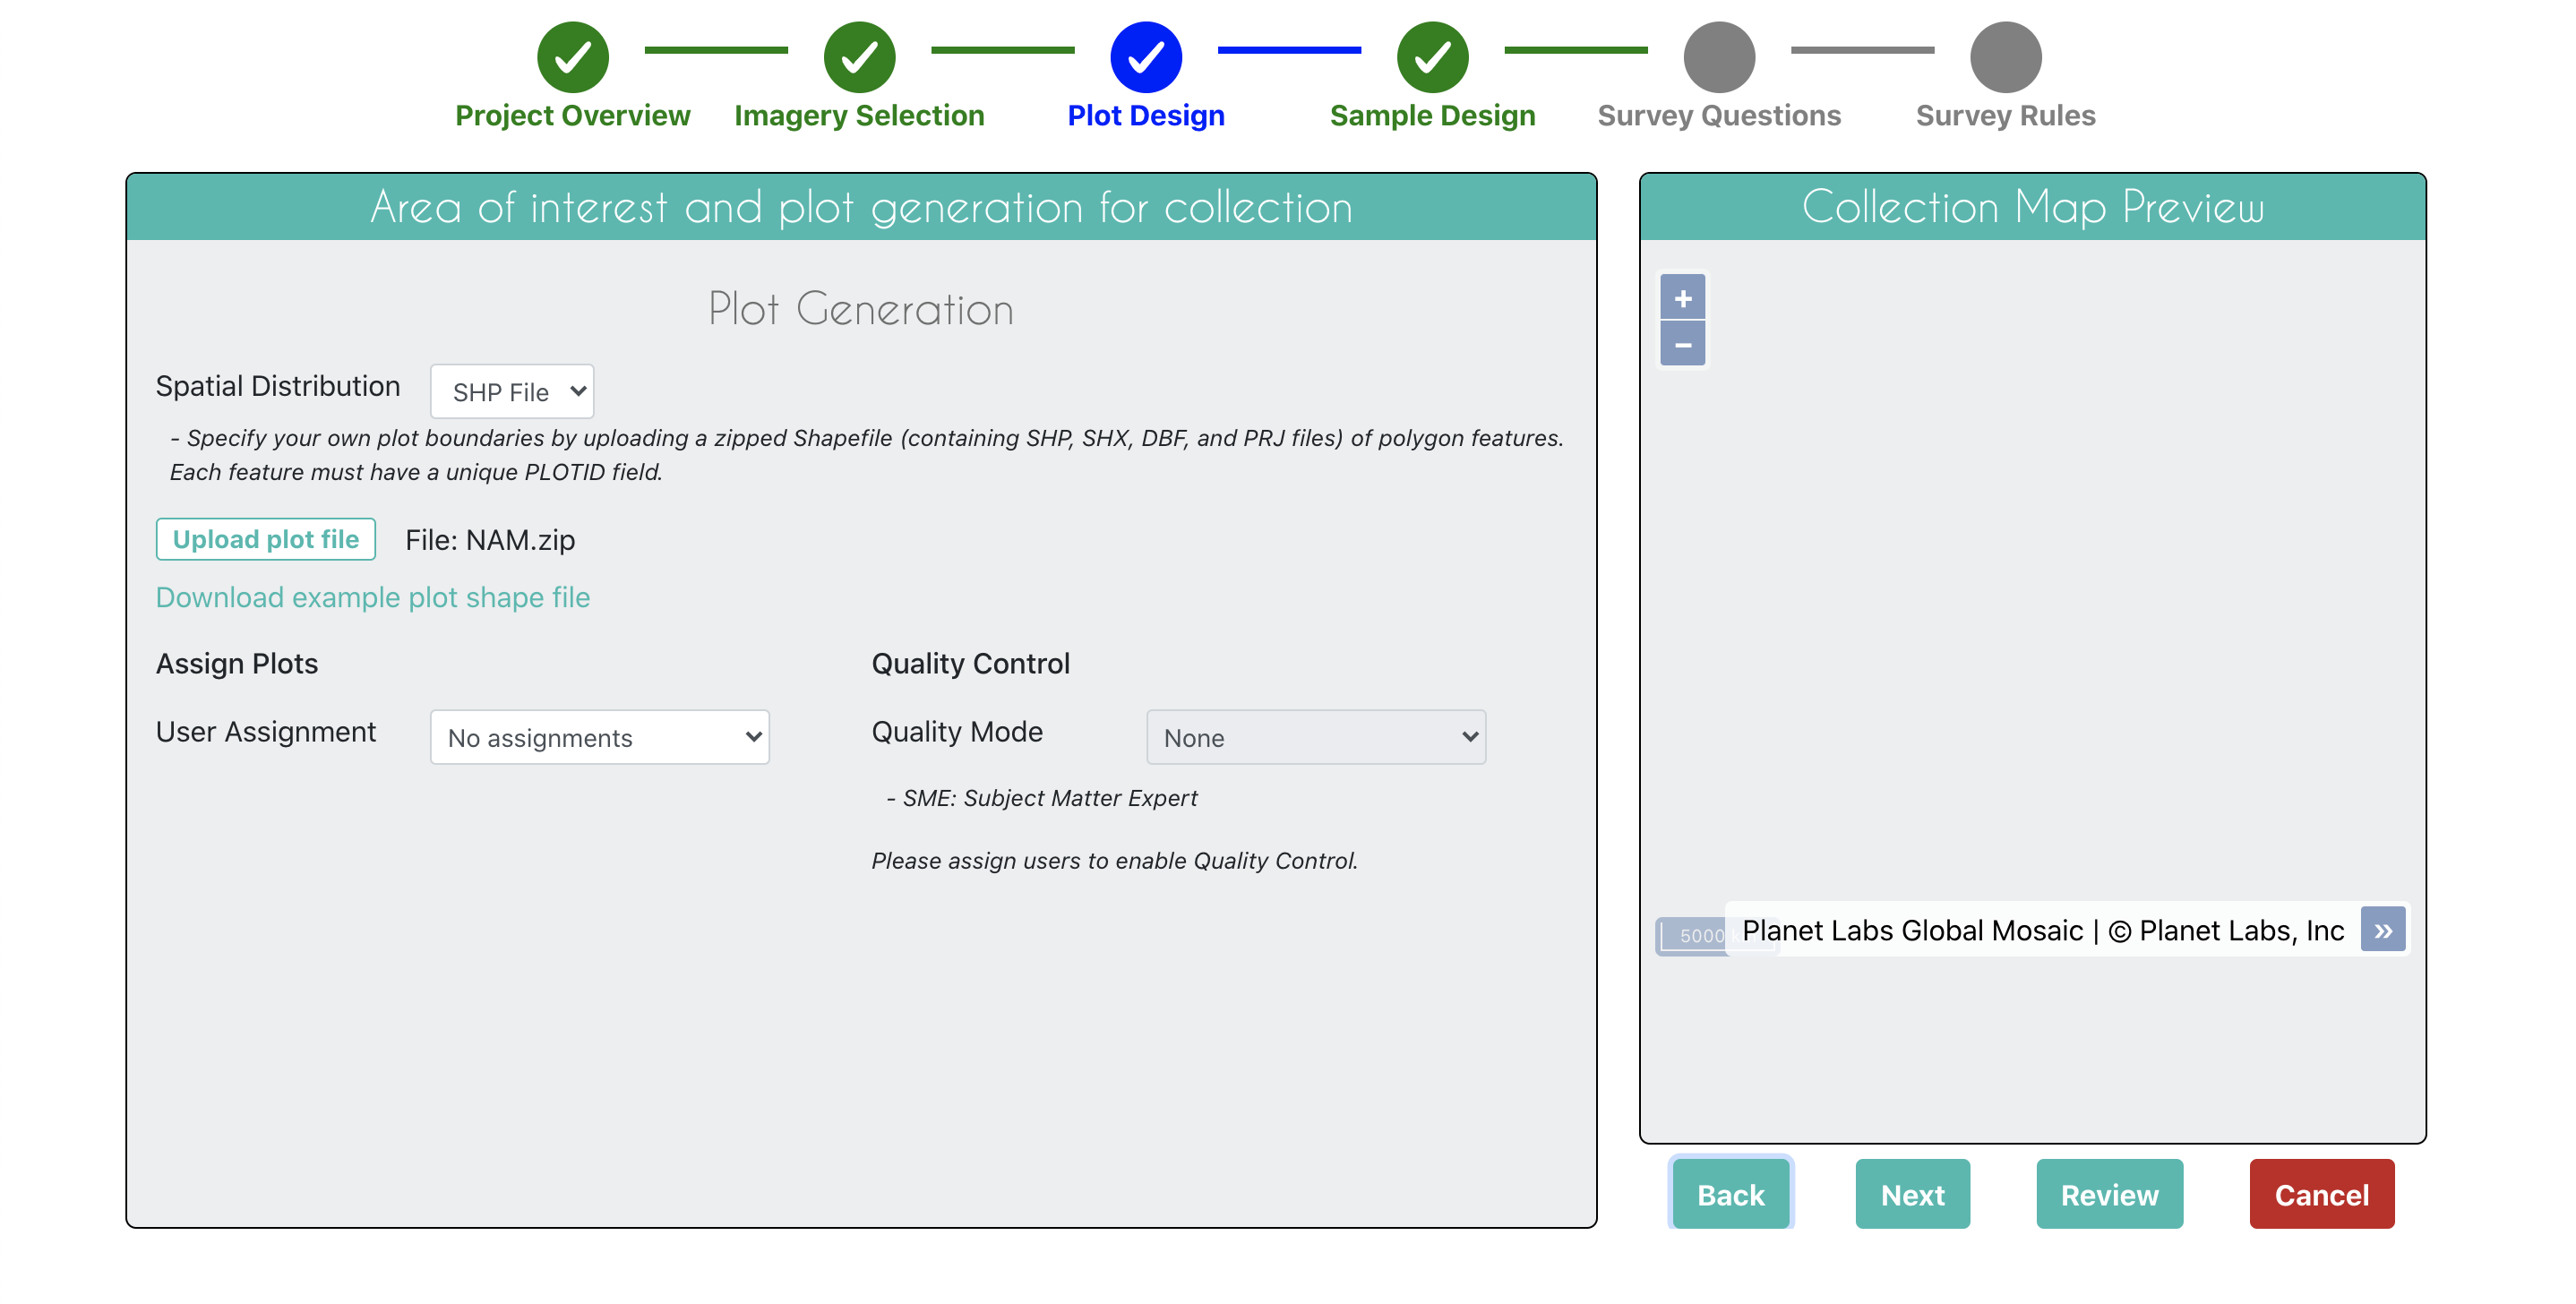 Project Overview
Imagery Selection
Plot Design
Sample Design
Survey Questions
Survey Rules
Area of interest and plot generation for collection
Plot Generation
Spatial Distribution
SHP File
- Specify your own plot boundaries by uploading a zipped Shapefile (containing SHP, SHX, DBF, and PRJ files) of polygon features.
Each feature must have a unique PLOTID field.
Upload plot file
File: NAM.zip
Download example plot shape file
Assign Plots
User Assignment
No assignments
Quality Control
Quality Mode
None
- SME: Subject Matter Expert
Please assign users to enable Quality Control.
Collection Map Preview
+
–
5000
Planet Labs Global Mosaic | © Planet Labs, Inc
»
Back
Next
Review
Cancel